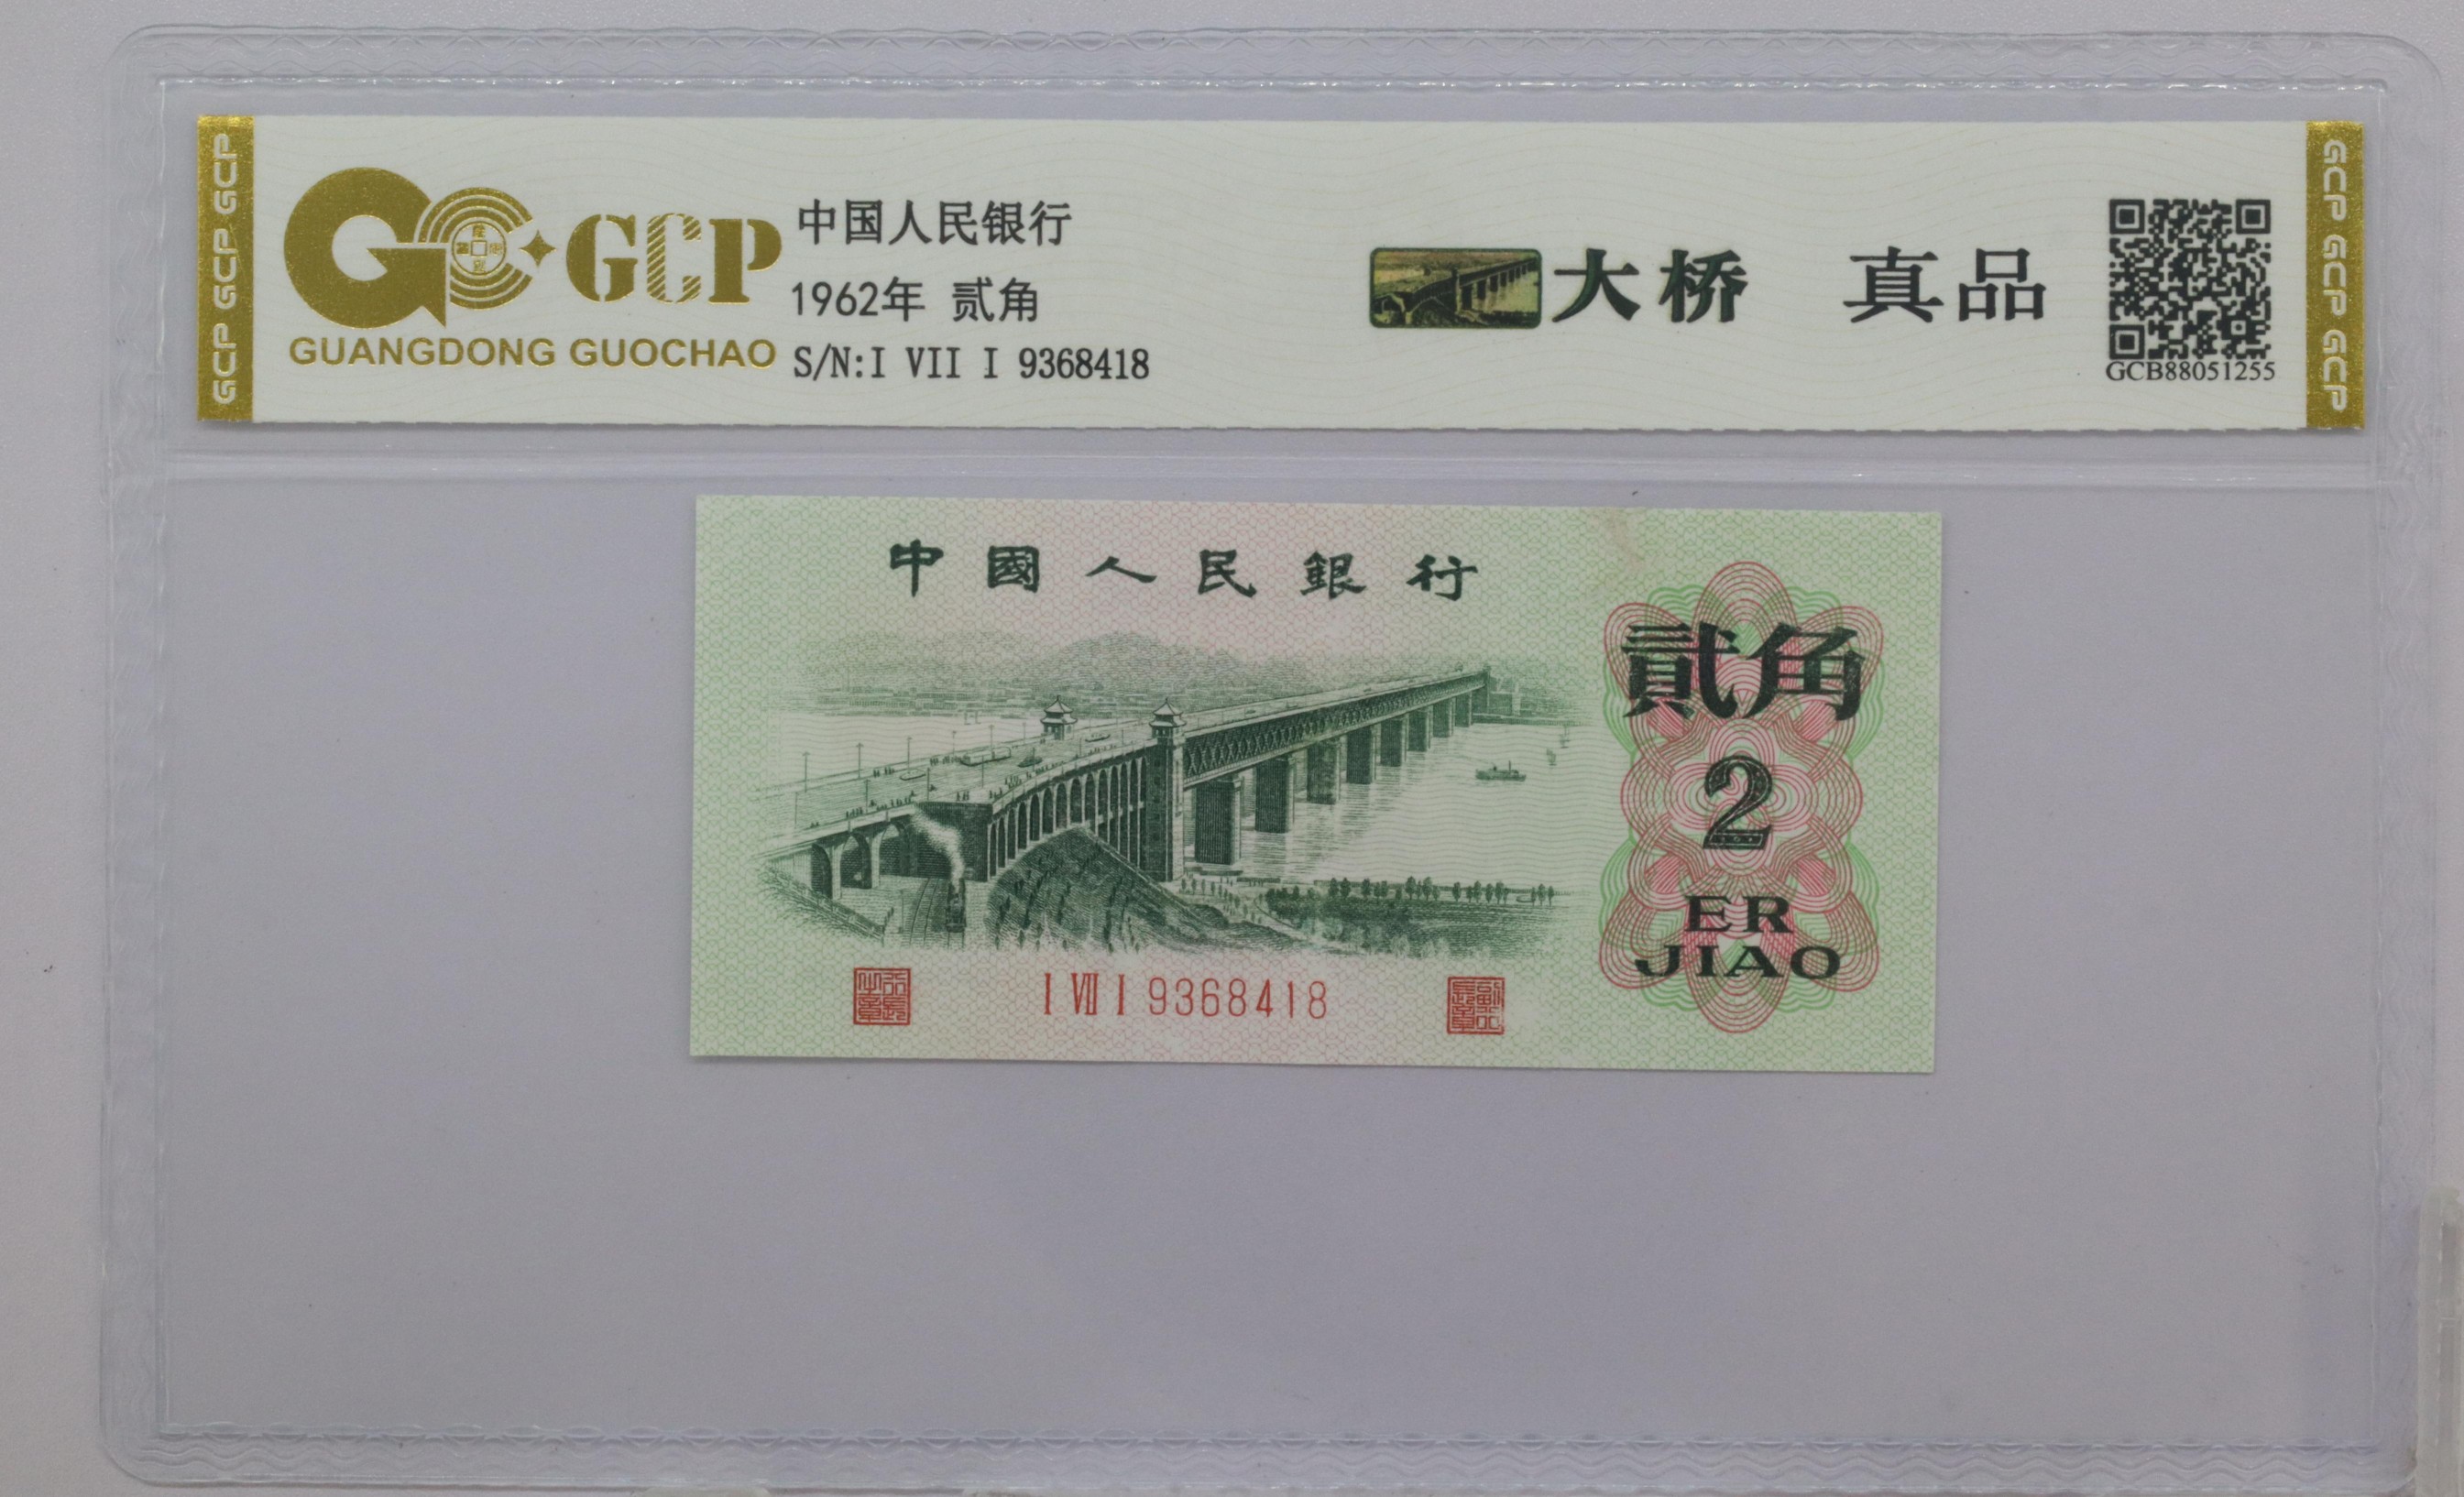 GCP GCP GCP
GCP
GUANGDONG GUOCHAO
中国人民银行
1962年 贰角
S/N:I VII I 9368418
大桥 真品
GCB88051255
GCP GCP GCP
中國人民銀行
貳角
2
ER
JIAO
I VII I 9368418